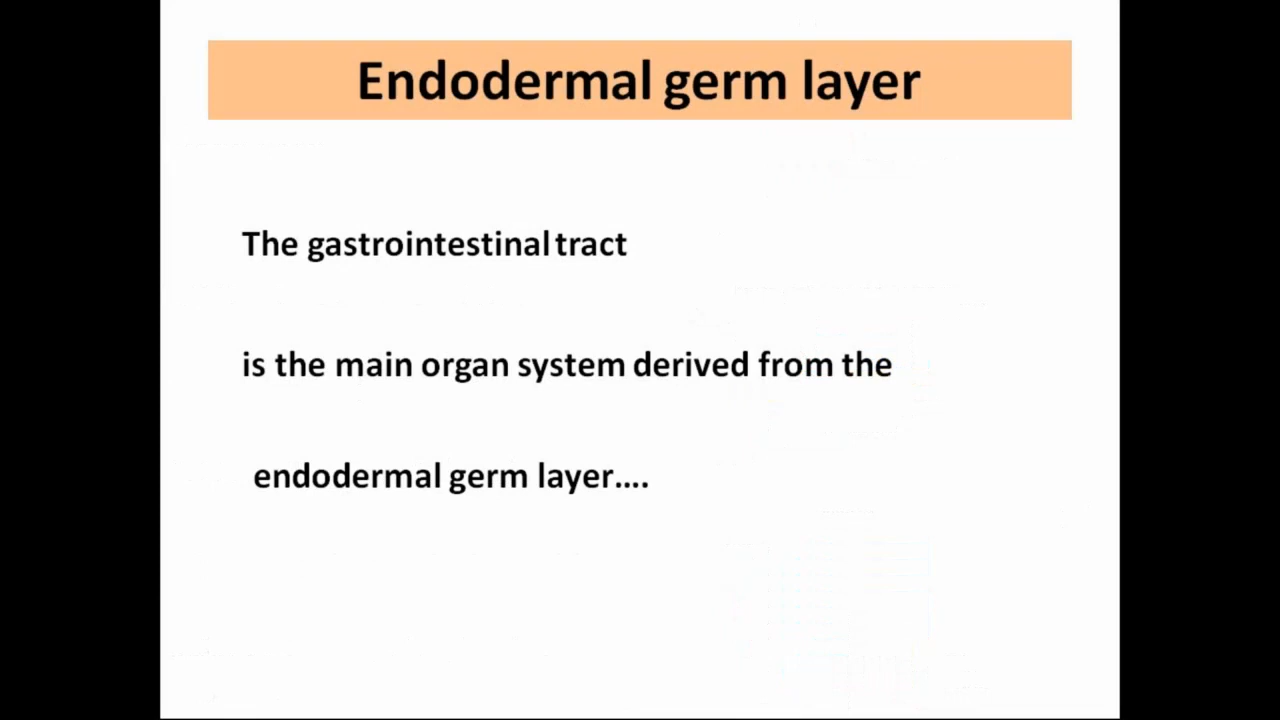 Endodermal germ layer
The gastrointestinal tract
is the main organ system derived from the
endodermal germ layer....